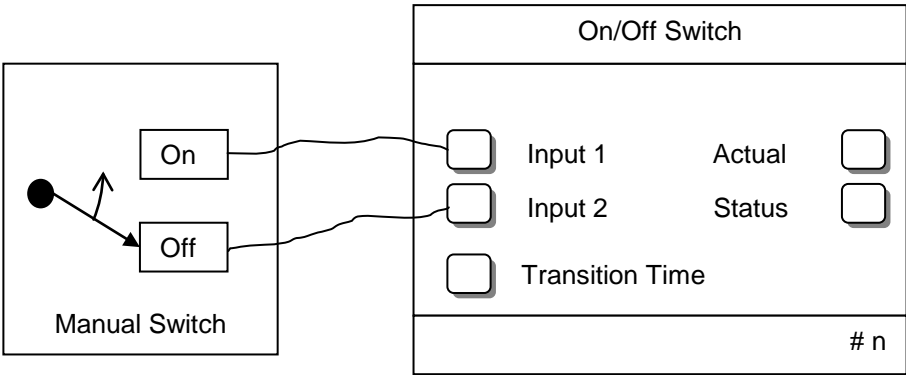 On/Off Switch
On
Off
Manual Switch
Input 1
Actual
Input 2
Status
Transition Time
# n